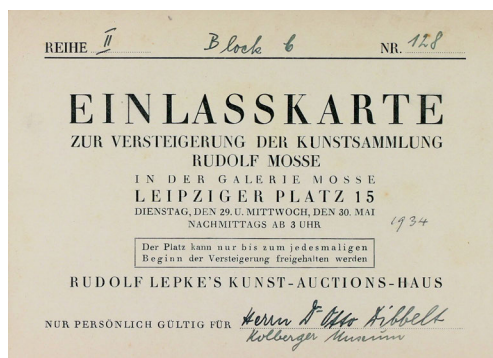 REIHE II Block 6 NR. 128
EINLASSKARTE
ZUR VERSTEIGERUNG DER KUNSTSAMMLUNG
RUDOLF MOSSE
IN DER GALERIE MOSSE
LEIPZIGER PLATZ 15
DIENSTAG, DEN 29. U. MITTWOCH, DEN 30. MAI
1934
NACHMITTAGS AB 3 UHR
Der Platz kann nur bis zum jedesmaligen
Beginn der Versteigerung freigehalten werden
RUDOLF LEPKE'S KUNST-AUCTIONS-HAUS
NUR PERSÖNLICH GÜLTIG FÜR Herrn Dr Otto Dibbelt
Kolberger Museum